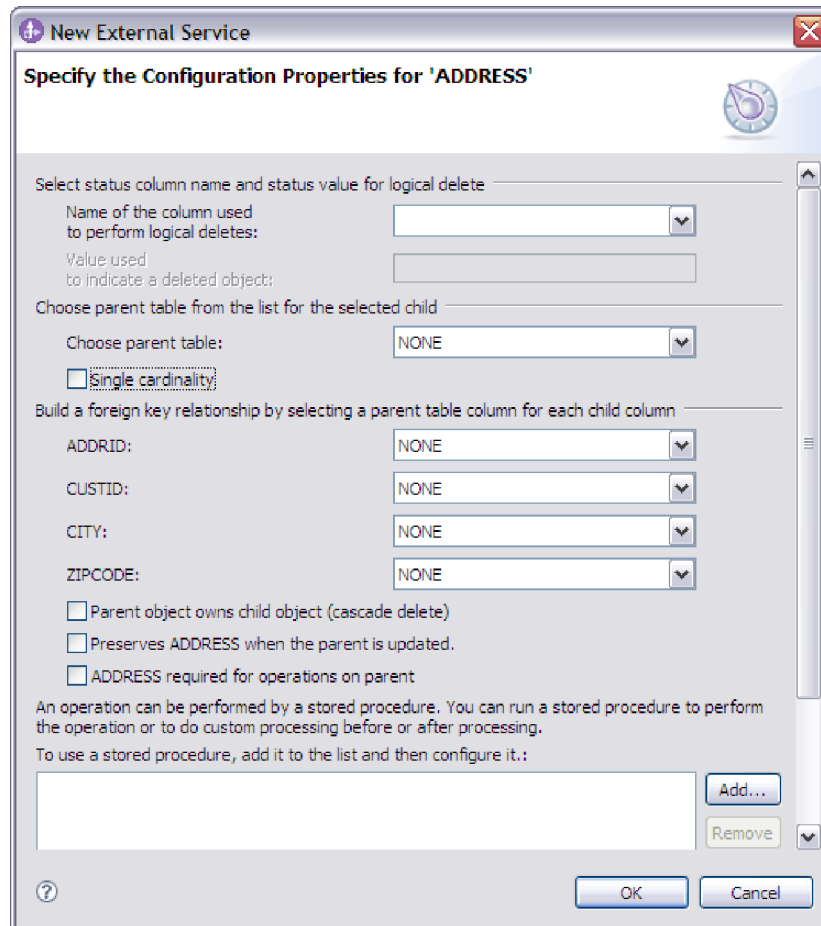 New External Service
Specify the Configuration Properties for 'ADDRESS'
Select status column name and status value for logical delete
Name of the column used
to perform logical deletes:
Value used
to indicate a deleted object:
Choose parent table from the list for the selected child
Choose parent table:
NONE
Single cardinality
Build a foreign key relationship by selecting a parent table column for each child column
ADDRID:
NONE
CUSTID:
NONE
CITY:
NONE
ZIPCODE:
NONE
Parent object owns child object (cascade delete)
Preserves ADDRESS when the parent is updated.
ADDRESS required for operations on parent
An operation can be performed by a stored procedure. You can run a stored procedure to perform
the operation or to do custom processing before or after processing.
To use a stored procedure, add it to the list and then configure it.:
Add...
Remove
?
OK
Cancel